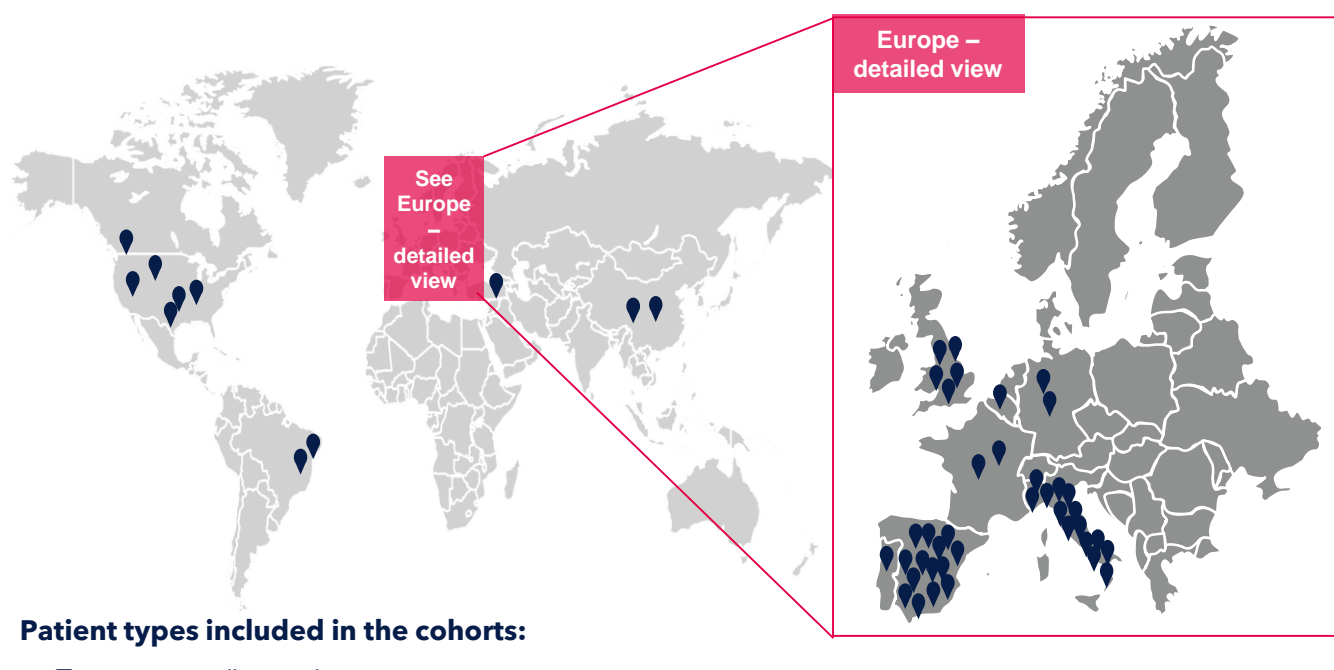 Europe –
detailed view
See
Europe
–
detailed
view
Patient types included in the cohorts: